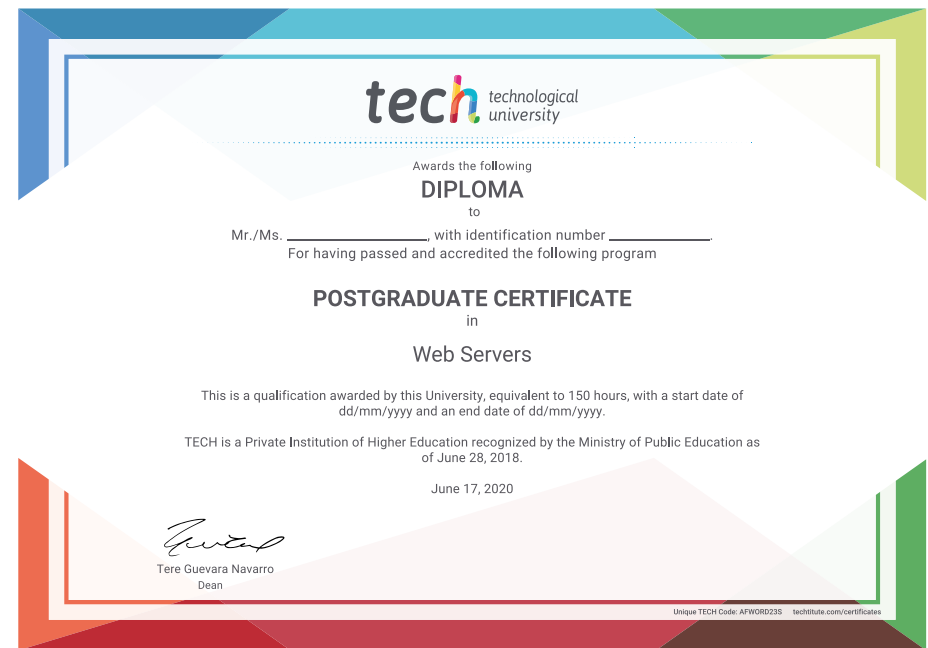 tech technological
university
Awards the following
DIPLOMA
to
Mr./Ms. ____________________, with identification number ______________.
For having passed and accredited the following program
POSTGRADUATE CERTIFICATE
in
Web Servers
This is a qualification awarded by this University, equivalent to 150 hours, with a start date of
dd/mm/yyyy and an end date of dd/mm/yyyy.
TECH is a Private Institution of Higher Education recognized by the Ministry of Public Education as
of June 28, 2018.
June 17, 2020
Tere Guevara Navarro
Dean
Unique TECH Code: AFWORD23S techtitute.com/certificates